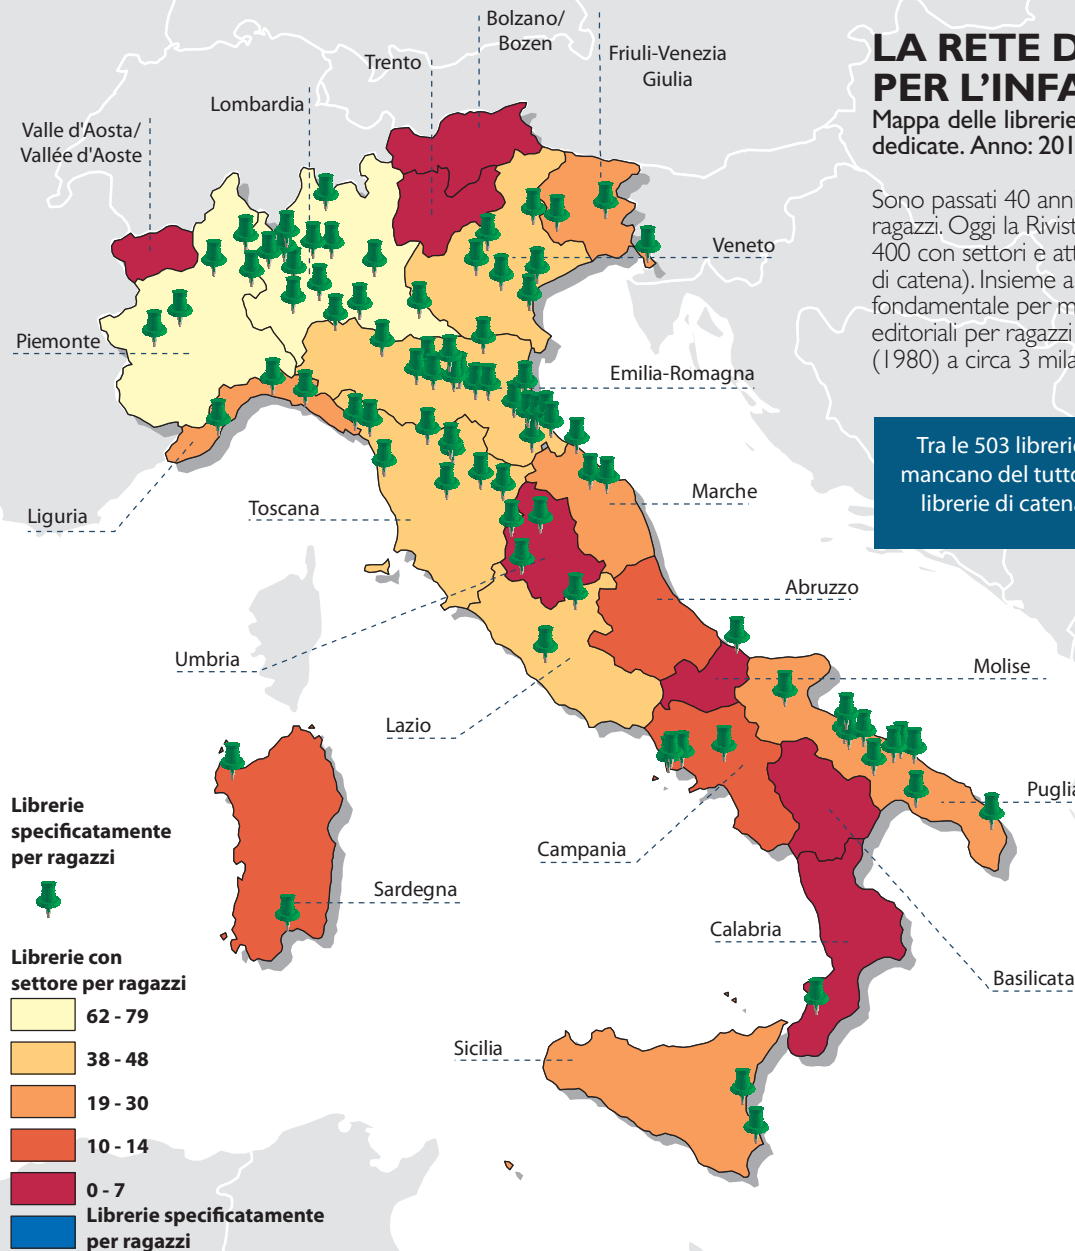 Bolzano/
Bozen
Trento
Friuli-Venezia
Giulia
Lombardia
Valle d'Aosta/
Vallée d'Aoste
LA RETE D
PER L'INFA
Mappa delle librerie
dedicate. Anno: 201
Sono passati 40 ann
ragazzi. Oggi la Rivist
400 con settori e att
di catena). Insieme a
fondamentale per m
editoriali per ragazzi
(1980) a circa 3 mila
Veneto
Piemonte
Emilia-Romagna
Tra le 503 librerie
mancano del tutto
librerie di catena
Marche
Toscana
Liguria
Abruzzo
Umbria
Molise
Lazio
Puglia
Campania
Sardegna
Calabria
Basilicata
Sicilia
Librerie
specificatamente
per ragazzi
Librerie con
settore per ragazzi
62 - 79
38 - 48
19 - 30
10 - 14
0 - 7
Librerie specificatamente
per ragazzi